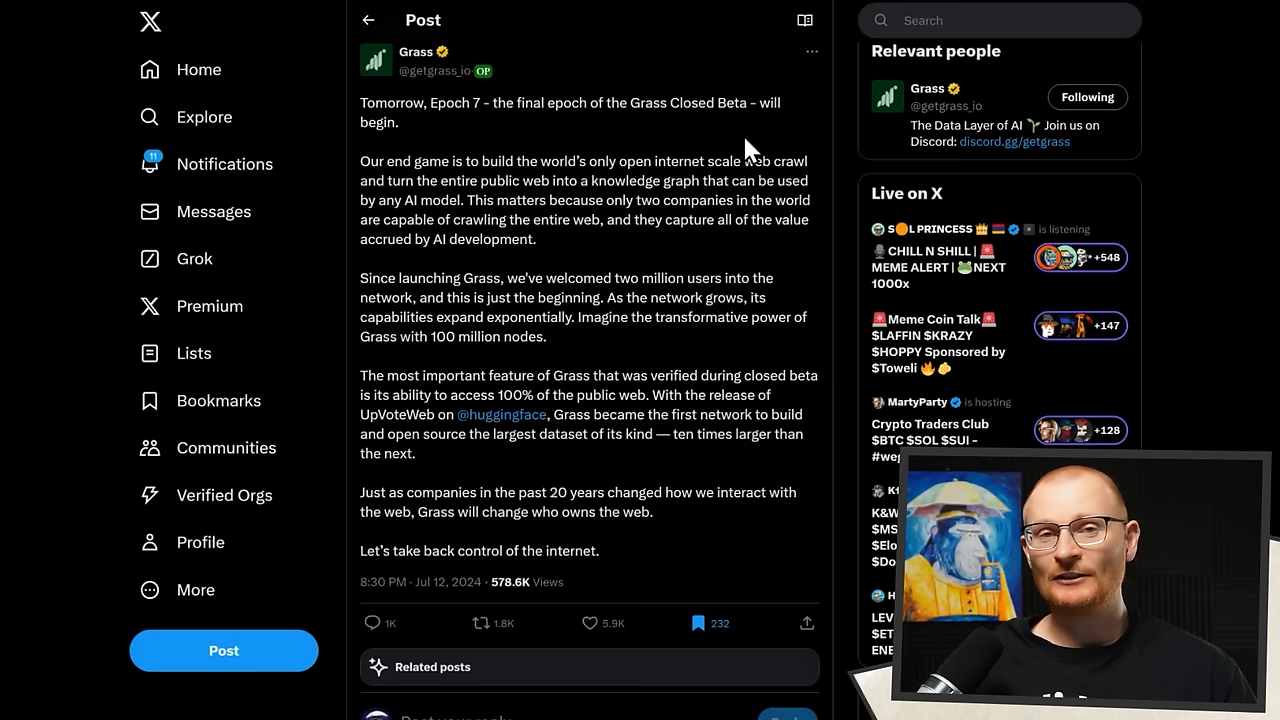 Home
Explore
11
Notifications
Messages
Grok
Premium
Lists
Bookmarks
Communities
Verified Orgs
Profile
More
Post
Post
Grass
@getgrass_io · OP
Tomorrow, Epoch 7 - the final epoch of the Grass Closed Beta - will
begin.
Our end game is to build the world's only open internet scale web crawl
and turn the entire public web into a knowledge graph that can be used
by any AI model. This matters because only two companies in the world
are capable of crawling the entire web, and they capture all of the value
accrued by AI development.
Since launching Grass, we've welcomed two million users into the
network, and this is just the beginning. As the network grows, its
capabilities expand exponentially. Imagine the transformative power of
Grass with 100 million nodes.
The most important feature of Grass that was verified during closed beta
is its ability to access 100% of the public web. With the release of
UpVoteWeb on @huggingface, Grass became the first network to build
and open source the largest dataset of its kind — ten times larger than
the next.
Just as companies in the past 20 years changed how we interact with
the web, Grass will change who owns the web.
Let's take back control of the internet.
8:30 PM · Jul 12, 2024 · 578.6K Views
1K 1.8K 5.9K 232
Related posts
Post your reply
Search
Relevant people
Grass
@getgrass_io
Following
The Data Layer of AI 🌱 Join us on
Discord: discord.gg/getgrass
Live on X
S🟠L PRINCESS 👑 🇦🇲 is listening
🎙CHILL N SHILL | 🚨
MEME ALERT | 🐸NEXT
1000x
+548
🚨Meme Coin Talk🚨
$LAFFIN $KRAZY
$HOPPY Sponsored by
$Toweli 🔥🫓
+147
MartyParty is hosting
Crypto Traders Club
$BTC $SOL $SUI -
+128
K&W
$MS
$Elo
$Do
LEV
$ET
ENE